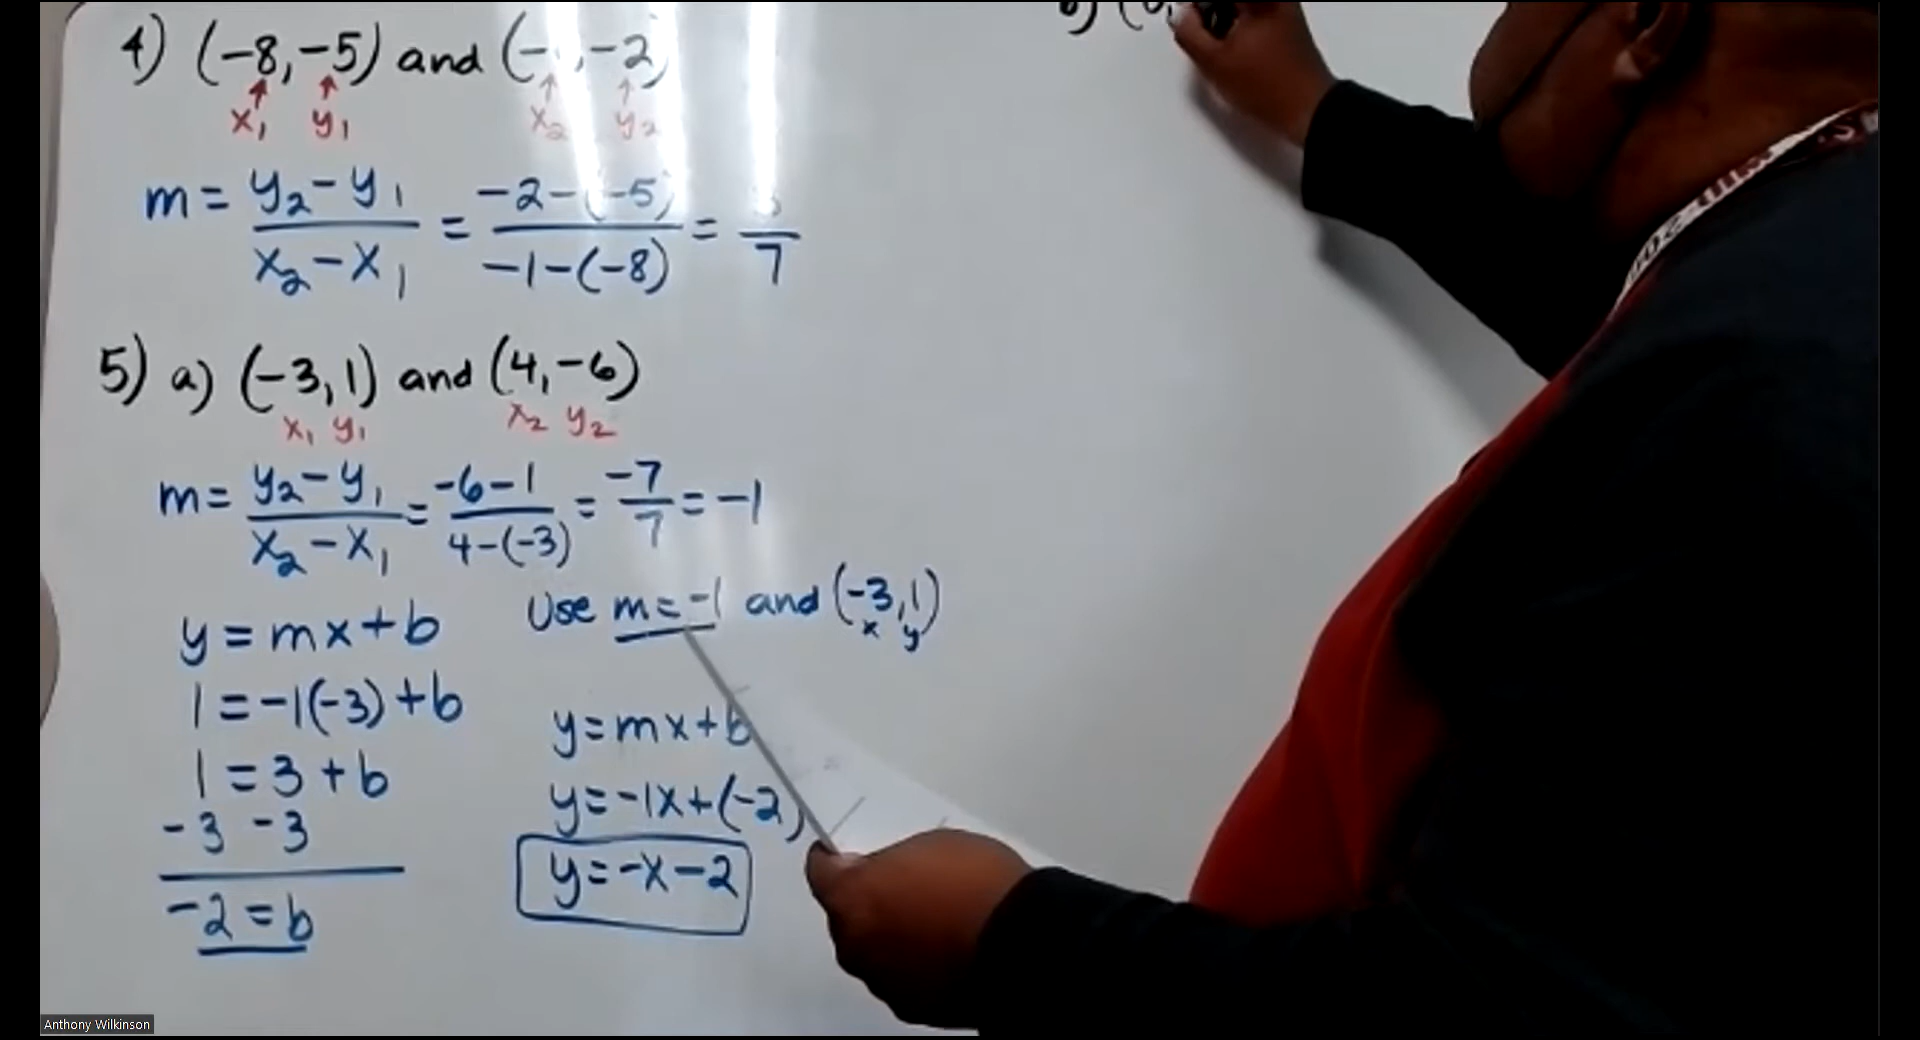 4) (-8, -5) and (- , -2)
x₁ y₁ x₂ y₂
m = y₂ - y₁ / x₂ - x₁ = -2 - (-5) / -1 - (-8) = / 7
5) a) (-3, 1) and (4, -6)
x₁ y₁ x₂ y₂
m = y₂ - y₁ / x₂ - x₁ = -6 - 1 / 4 - (-3) = -7 / 7 = -1
Use m = -1 and (-3, 1)
x y
y = mx + b
1 = -1(-3) + b
1 = 3 + b
-3 -3
-2 = b
y = mx + b
y = -1x + (-2)
y = -x - 2
b) (
Anthony Wilkinson